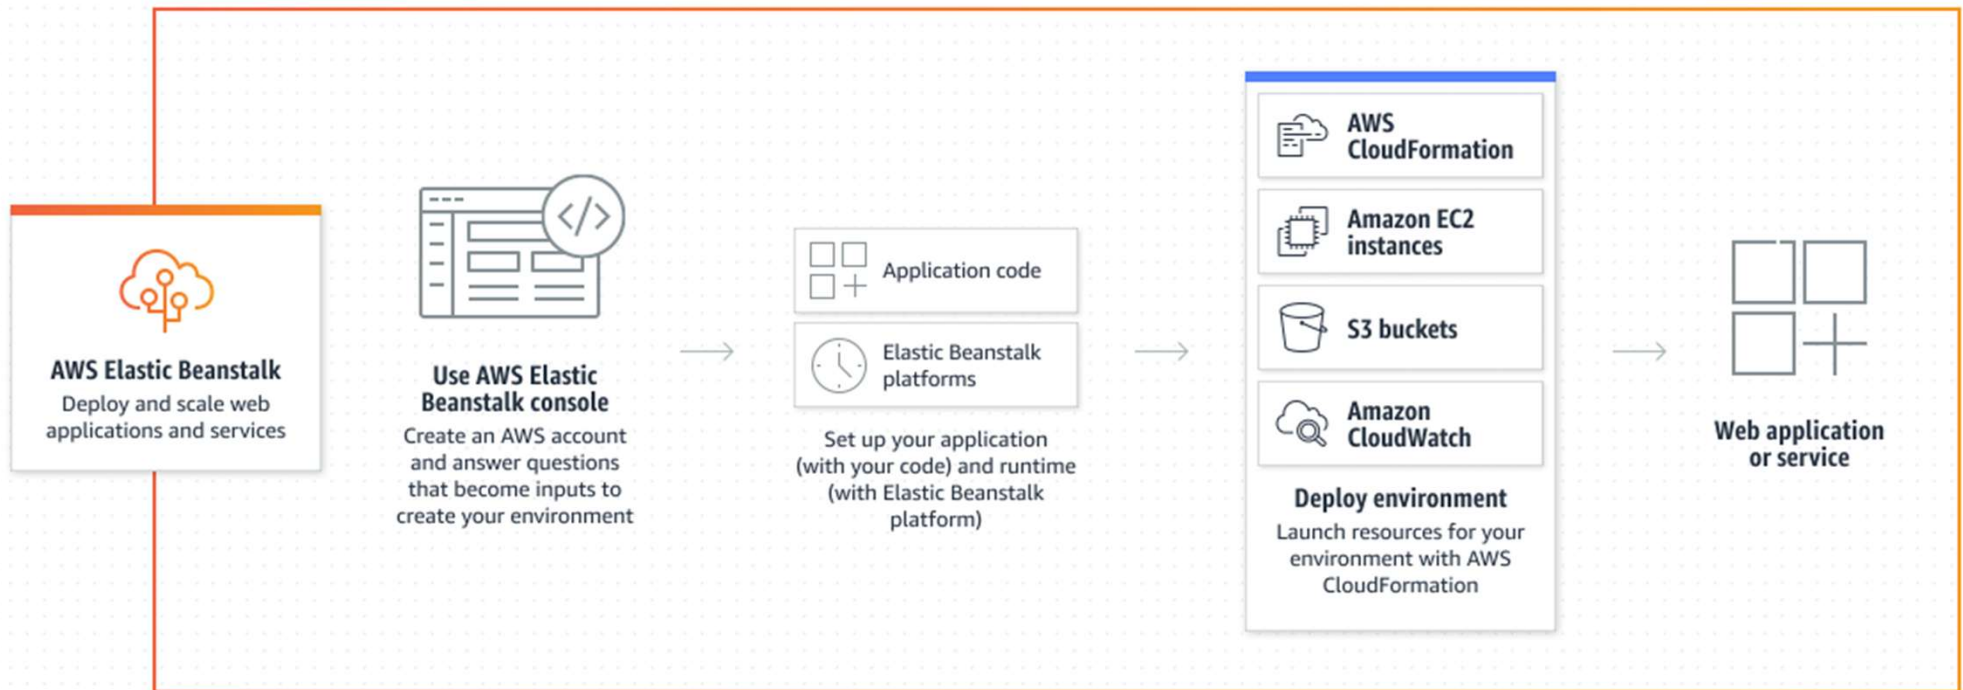 AWS Elastic Beanstalk
Deploy and scale web
applications and services
Use AWS Elastic
Beanstalk console
Create an AWS account
and answer questions
that become inputs to
create your environment
Application code
Elastic Beanstalk
platforms
Set up your application
(with your code) and runtime
(with Elastic Beanstalk
platform)
AWS
CloudFormation
Amazon EC2
instances
S3 buckets
Amazon
CloudWatch
Deploy environment
Launch resources for your
environment with AWS
CloudFormation
Web application
or service